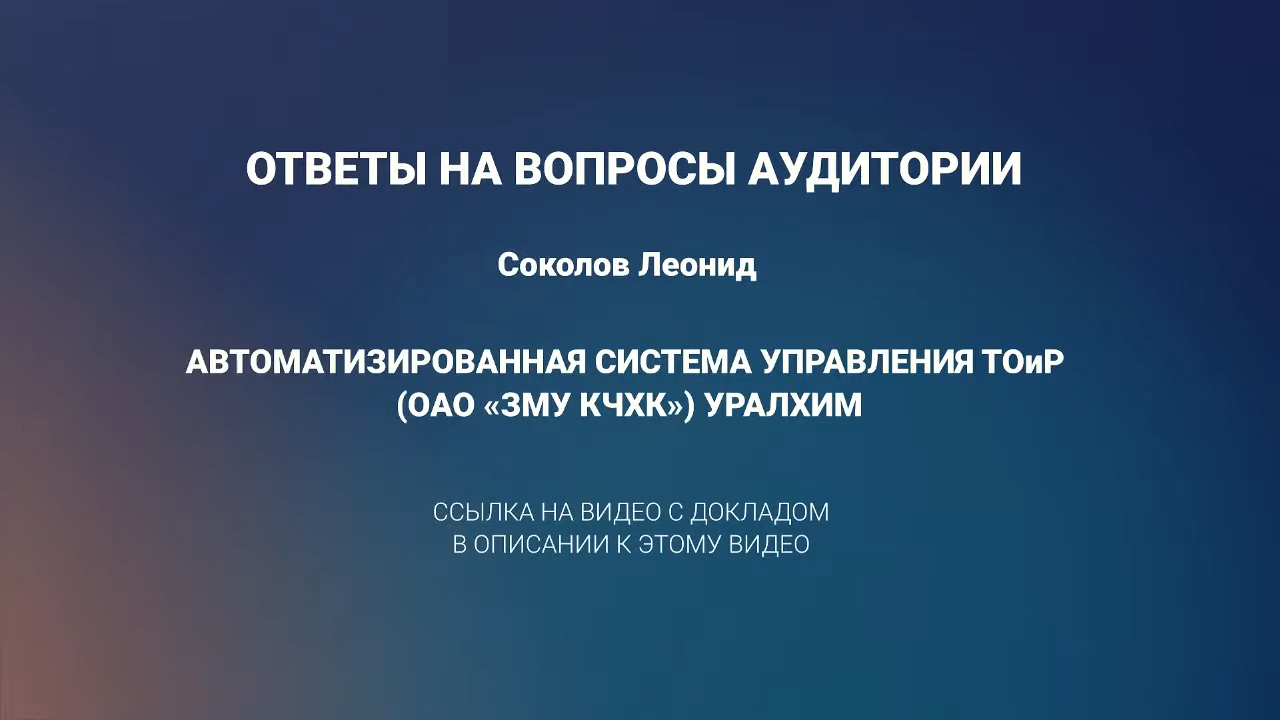 ОТВЕТЫ НА ВОПРОСЫ АУДИТОРИИ
Соколов Леонид
АВТОМАТИЗИРОВАННАЯ СИСТЕМА УПРАВЛЕНИЯ ТОиР
(ОАО «ЗМУ КЧХК») УРАЛХИМ
ССЫЛКА НА ВИДЕО С ДОКЛАДОМ
В ОПИСАНИИ К ЭТОМУ ВИДЕО